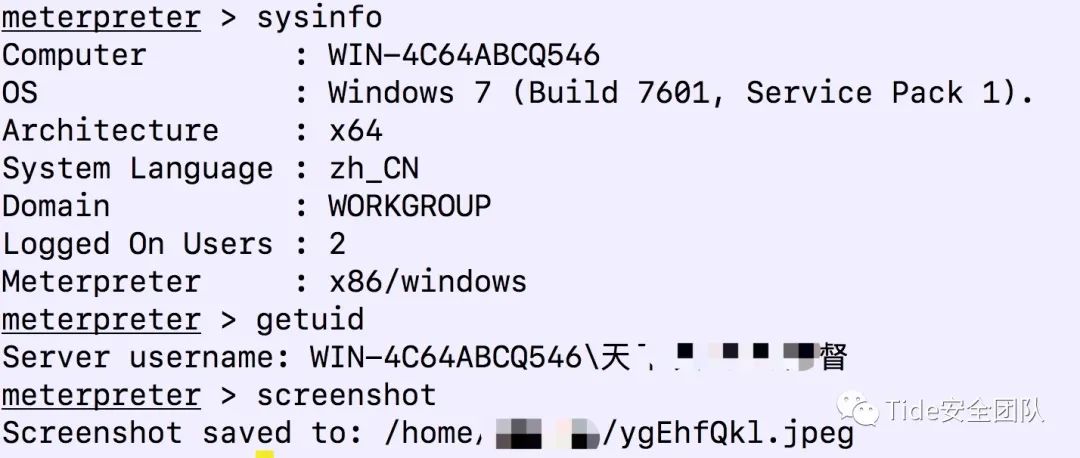 meterpreter > sysinfo
Computer : WIN-4C64ABCQ546
OS : Windows 7 (Build 7601, Service Pack 1).
Architecture : x64
System Language : zh_CN
Domain : WORKGROUP
Logged On Users : 2
Meterpreter : x86/windows
meterpreter > getuid
Server username: WIN-4C64ABCQ546\天 督
meterpreter > screenshot
Screenshot saved to: /home/ /ygEhfQkl.jpeg
Tide安全团队